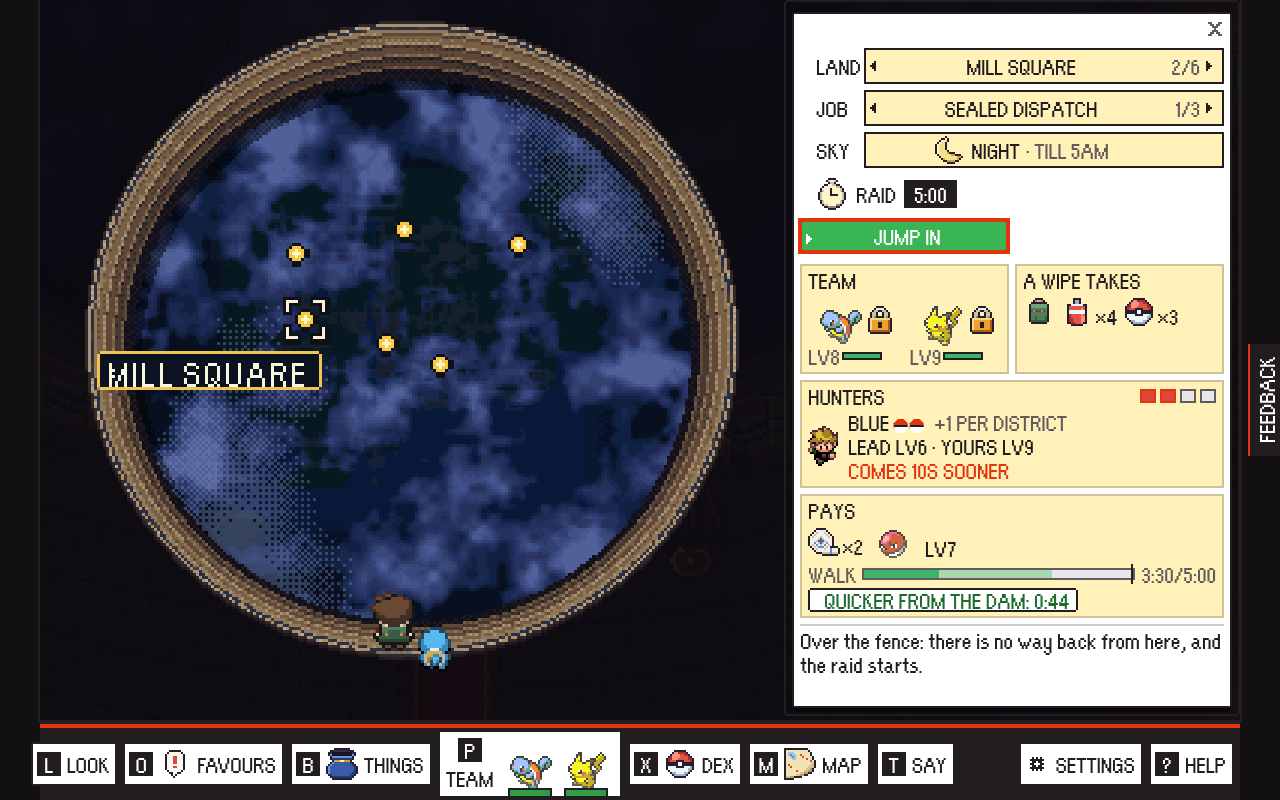 X
LAND MILL SQUARE 2/6
JOB SEALED DISPATCH 1/3
SKY NIGHT · TILL 5AM
RAID 5:00
JUMP IN
TEAM
LV8 LV9
A WIPE TAKES
×4 ×3
HUNTERS
BLUE +1 PER DISTRICT
LEAD LV6 · YOURS LV9
COMES 10S SOONER
PAYS
×2 LV7
WALK 3:30/5:00
QUICKER FROM THE DAM: 0:44
Over the fence: there is no way back from here, and
the raid starts.
MILL SQUARE
FEEDBACK
L LOOK
O FAVOURS
B THINGS
P TEAM
X DEX
M MAP
T SAY
SETTINGS
? HELP